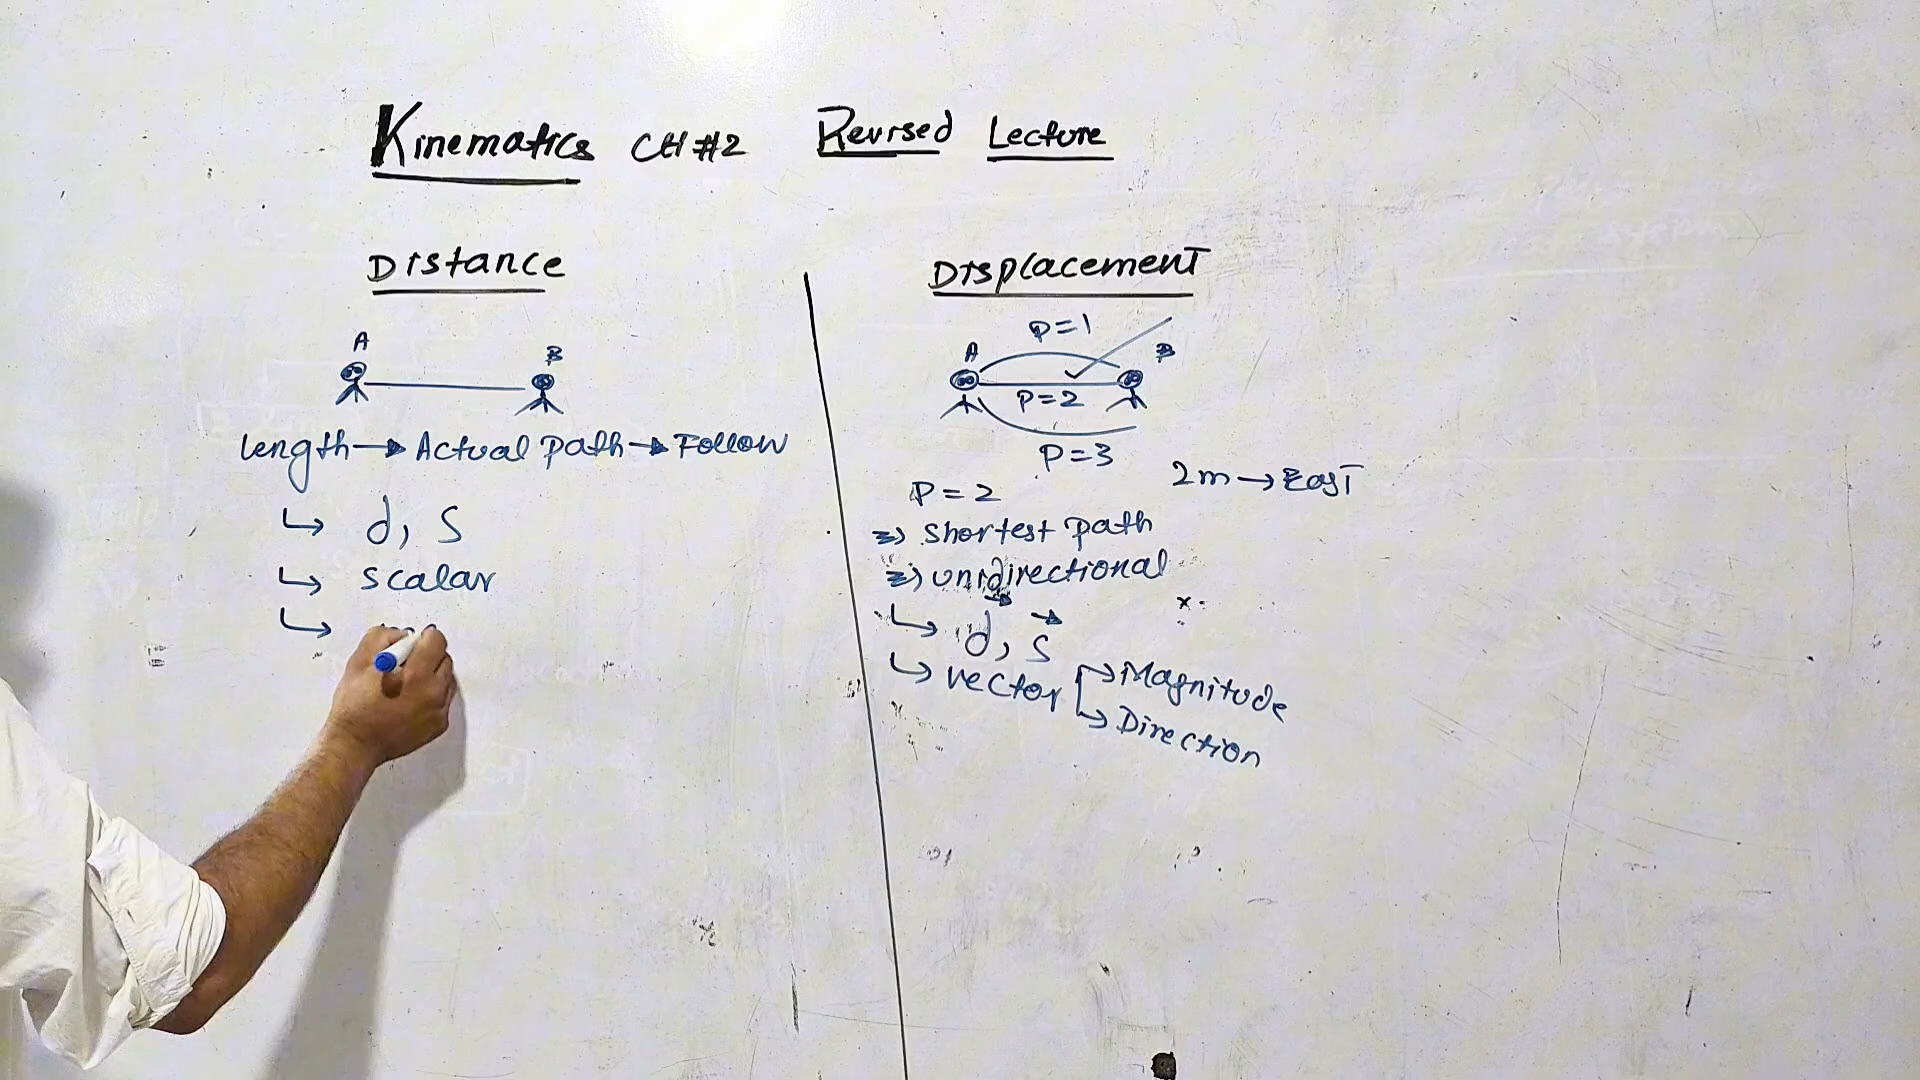 Kinematics CH#2 Revised Lecture
Distance
A
B
Length → Actual Path → Follow
↳ d, S
↳ scalar
↳
Displacement
P=1
A
B
P=2
P=3
2m → East
P=2
=> Shortest path
=> unidirectional
↳ d, s
↳ vector → Magnitude
→ Direction